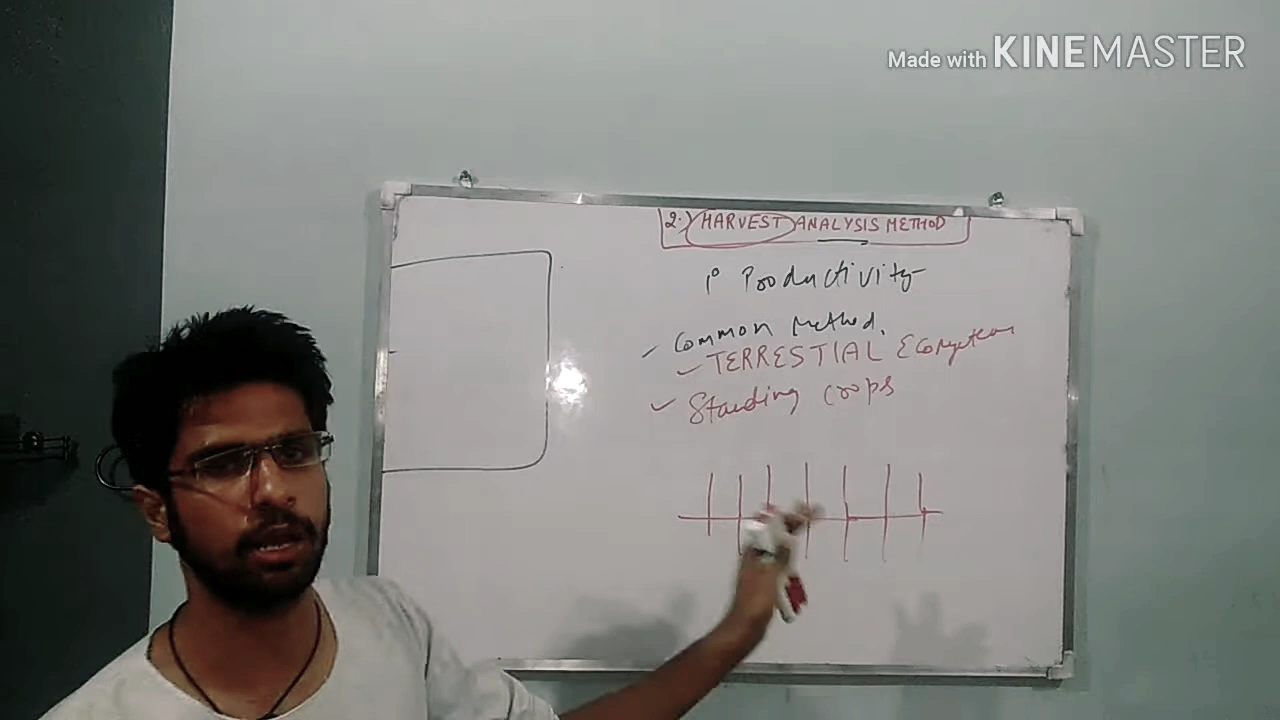 Made with KINEMASTER
2.) HARVEST ANALYSIS METHOD
1° Productivity
✓ Common Method.
✓ TERRESTIAL Ecosystem
✓ Standing Crops